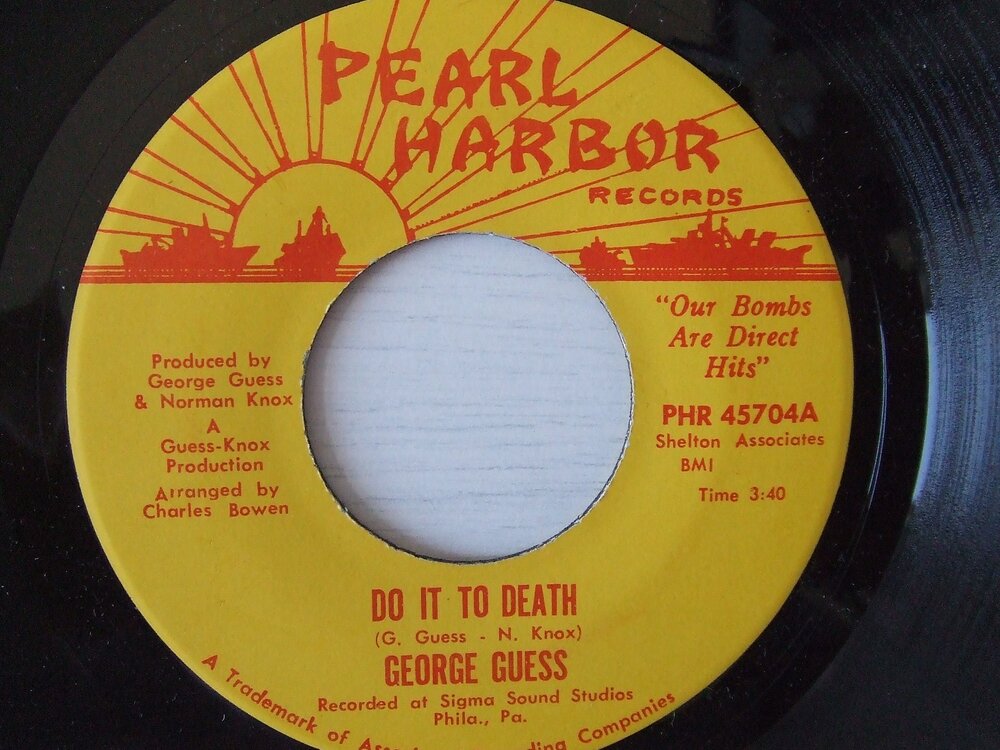 PEARL
HARBOR
RECORDS
"Our Bombs
Are Direct
Hits"
PHR 45704A
Shelton Associates
BMI
Time 3:40
Produced by
George Guess
& Norman Knox
A
Guess-Knox
Production
Arranged by
Charles Bowen
DO IT TO DEATH
(G. Guess - N. Knox)
GEORGE GUESS
Recorded at Sigma Sound Studios
Phila., Pa.
A Trademark of Companies